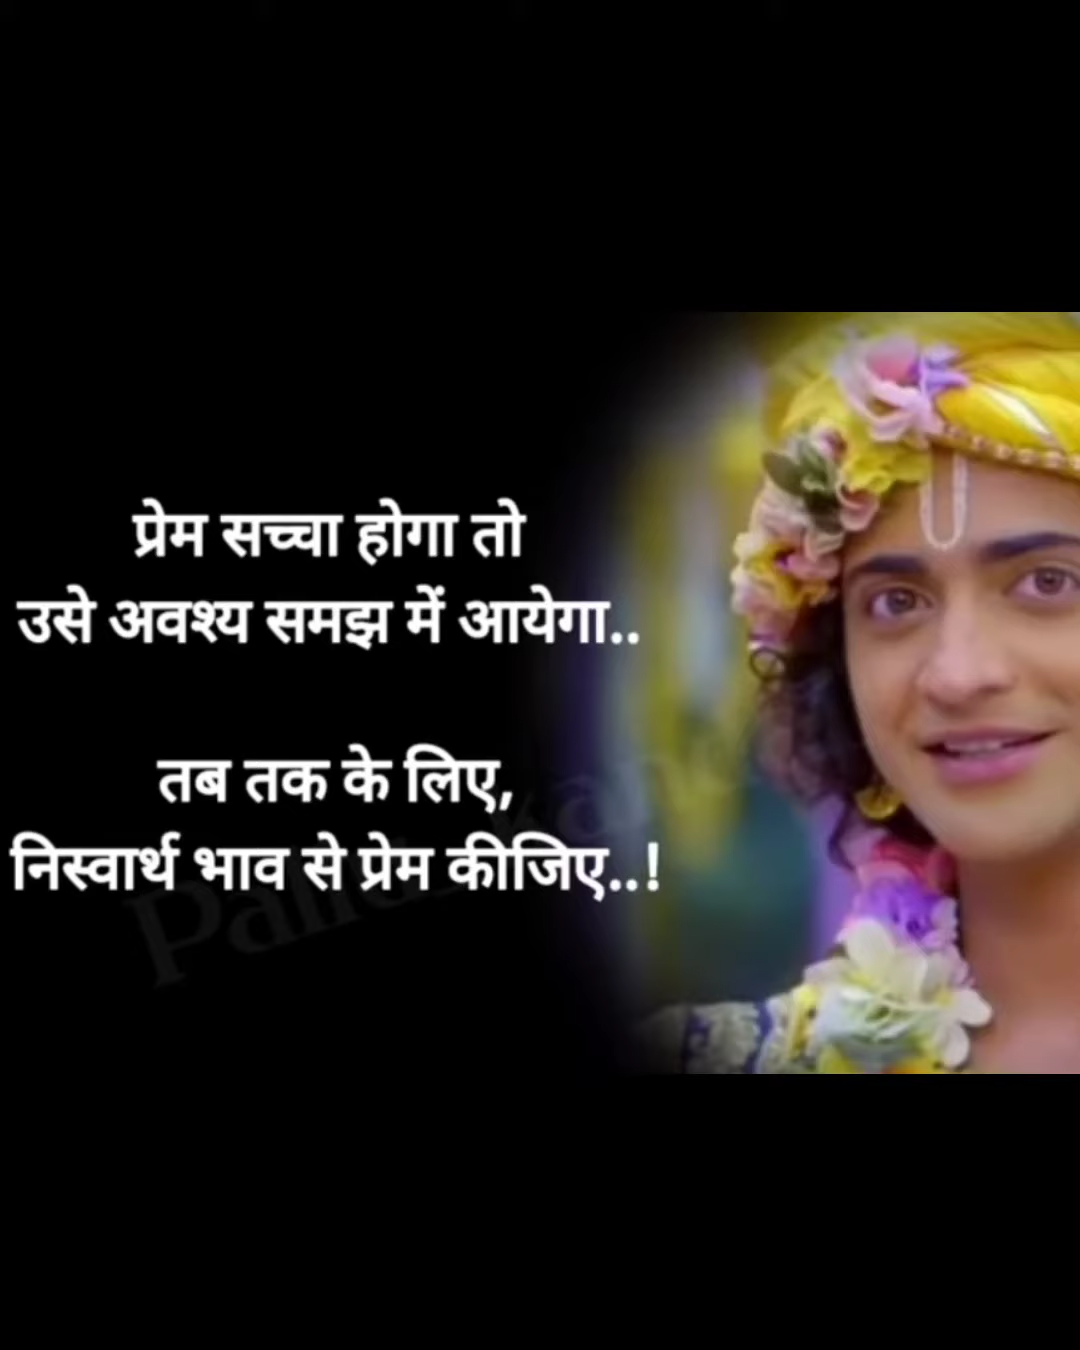 प्रेम सच्चा होगा तो
उसे अवश्य समझ में आयेगा..
तब तक के लिए,
निस्वार्थ भाव से प्रेम कीजिए..!